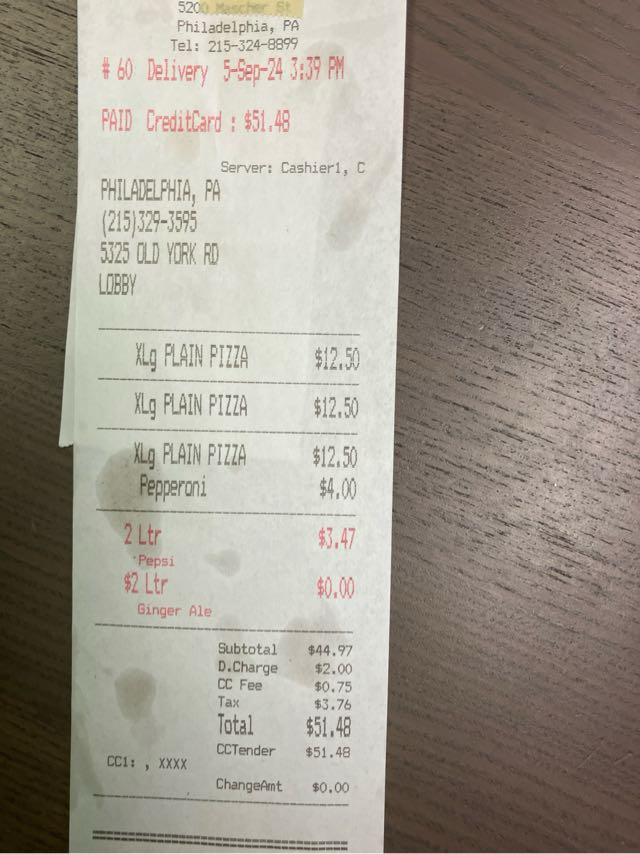 5200 Mascher St
Philadelphia, PA
Tel: 215-324-8899
# 60 Delivery 5-Sep-24 3:39 PM
PAID CreditCard : $51.48
Server: Cashier1, C
PHILADELPHIA, PA
(215)329-3595
5325 OLD YORK RD
LOBBY
XLg PLAIN PIZZA $12.50
XLg PLAIN PIZZA $12.50
XLg PLAIN PIZZA $12.50
Pepperoni $4.00
2 Ltr $3.47
Pepsi
$2 Ltr $0.00
Ginger Ale
Subtotal $44.97
D.Charge $2.00
CC Fee $0.75
Tax $3.76
Total $51.48
CCTender $51.48
CC1: , XXXX
ChangeAmt $0.00